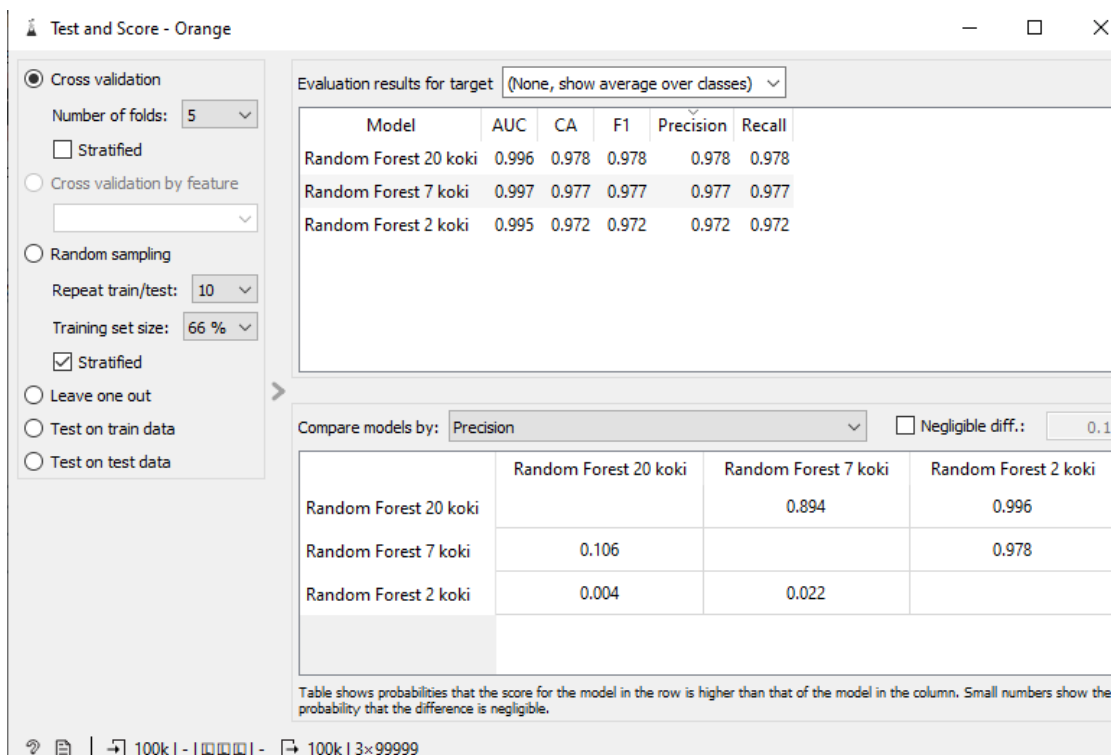 Test and Score - Orange
Cross validation
Number of folds: 5
Stratified
Cross validation by feature
Random sampling
Repeat train/test: 10
Training set size: 66 %
Stratified
Leave one out
Test on train data
Test on test data
Evaluation results for target (None, show average over classes)
Model AUC CA F1 Precision Recall
Random Forest 20 koki 0.996 0.978 0.978 0.978 0.978
Random Forest 7 koki 0.997 0.977 0.977 0.977 0.977
Random Forest 2 koki 0.995 0.972 0.972 0.972 0.972
Compare models by: Precision Negligible diff.: 0.1
Random Forest 20 koki Random Forest 7 koki Random Forest 2 koki
Random Forest 20 koki 0.894 0.996
Random Forest 7 koki 0.106 0.978
Random Forest 2 koki 0.004 0.022
Table shows probabilities that the score for the model in the row is higher than that of the model in the column. Small numbers show the
probability that the difference is negligible.
100k | - | | - 100k | 3×99999